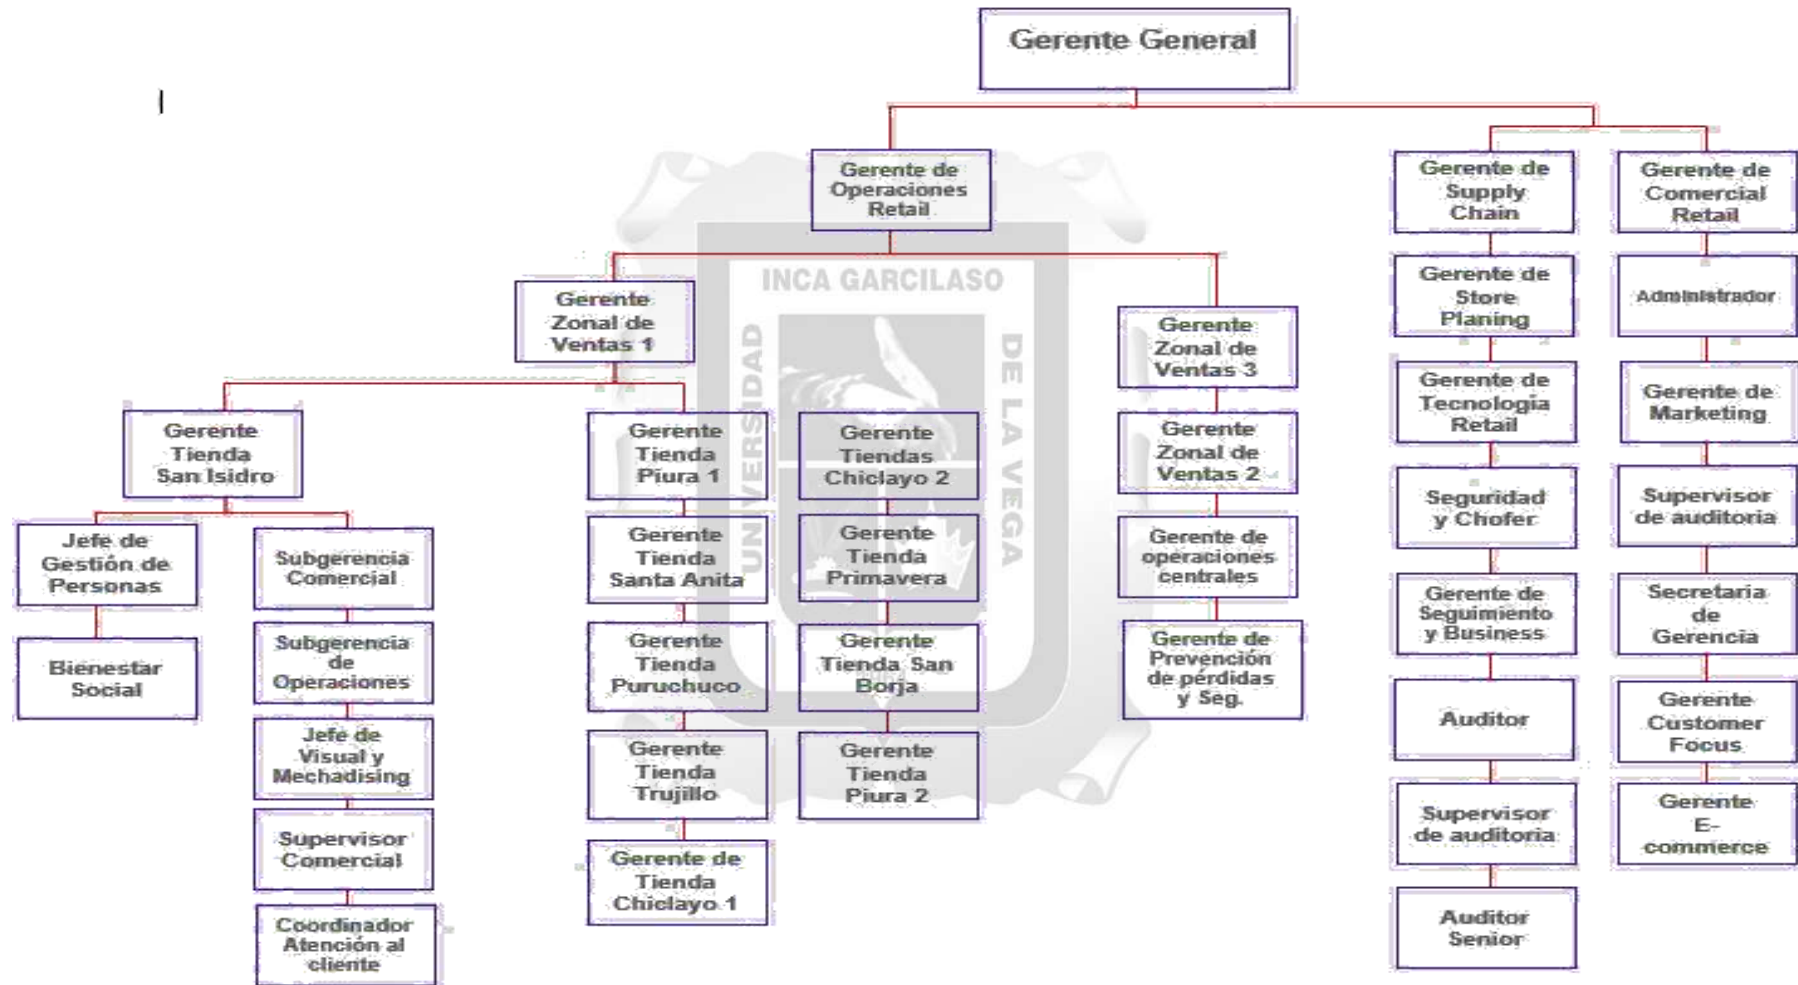 Gerente General
Gerente de
Operaciones
Retail
Gerente de
Supply
Chain
Gerente de
Comercial
Retail
Gerente
Zonal de
Ventas 1
Gerente
Zonal de
Ventas 3
Gerente de
Store
Planing
Administrador
Gerente
Tienda
San Isidro
Gerente
Tienda
Piura 1
Gerente
Tiendas
Chiclayo 2
Gerente
Zonal de
Ventas 2
Gerente de
Tecnología
Retail
Gerente de
Marketing
Jefe de
Gestión de
Personas
Subgerencia
Comercial
Gerente
Tienda
Santa Anita
Gerente
Tienda
Primavera
Gerente de
operaciones
centrales
Seguridad
y Chofer
Supervisor
de auditoria
Bienestar
Social
Subgerencia
de
Operaciones
Gerente
Tienda
Puruchuco
Gerente
Tienda San
Borja
Gerente de
Prevención
de pérdidas
y Seg.
Gerente de
Seguimiento
y Business
Secretaria
de
Gerencia
Jefe de
Visual y
Mechadising
Gerente
Tienda
Trujillo
Gerente
Tienda
Piura 2
Auditor
Gerente
Customer
Focus
Supervisor
Comercial
Gerente de
Tienda
Chiclayo 1
Supervisor
de auditoria
Gerente
E-
commerce
Coordinador
Atención al
cliente
Auditor
Senior
UNIVERSIDAD
INCA GARCILASO
DE LA VEGA